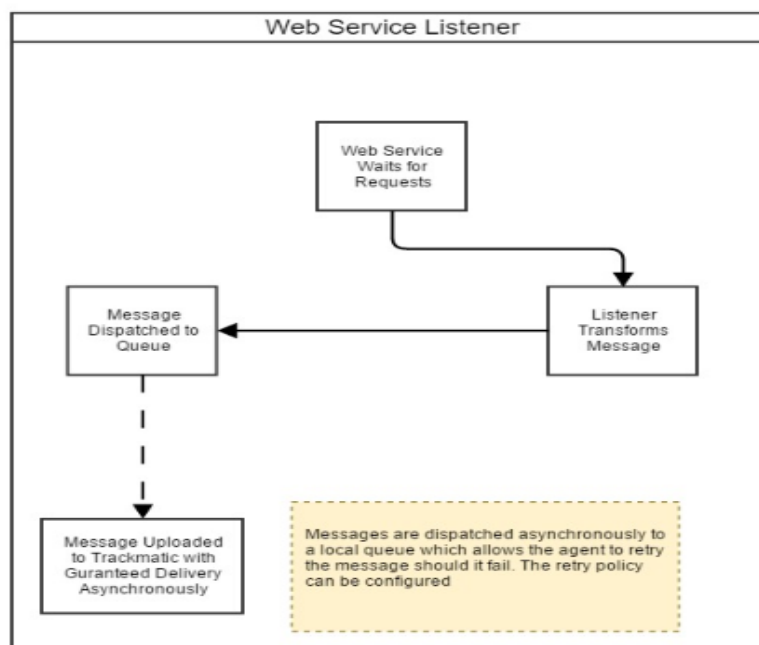 Web Service Listener
Web Service
Waits for
Requests
Listener
Transforms
Message
Message
Dispatched to
Queue
Message Uploaded
to Trackmatic with
Guranteed Delivery
Asynchronously
Messages are dispatched asynchronously to
a local queue which allows the agent to retry
the message should it fail. The retry policy
can be configured